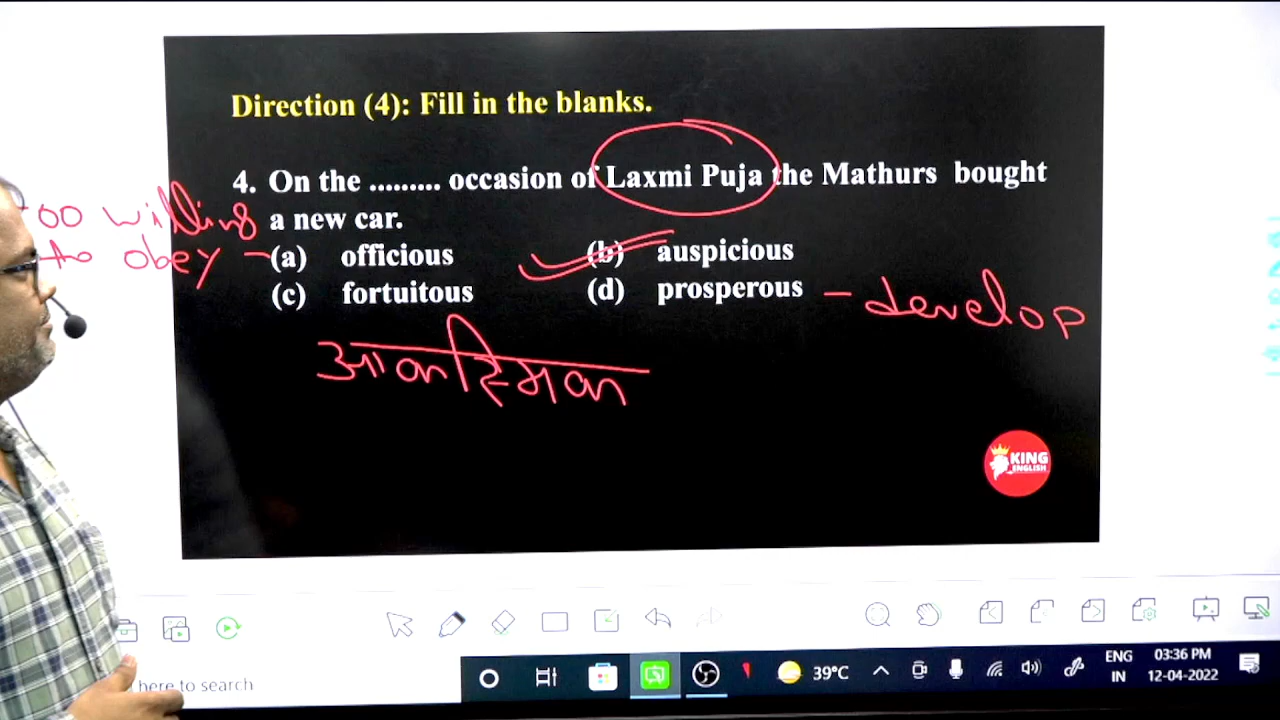 Direction (4): Fill in the blanks.
4. On the ......... occasion of Laxmi Puja the Mathurs bought
a new car.
oo willing
to obey -
(a) officious
(b) auspicious
(c) fortuitous
(d) prosperous
- develop
आकस्मिक
KING
ENGLISH
here to search
39°C
ENG
IN
03:36 PM
12-04-2022